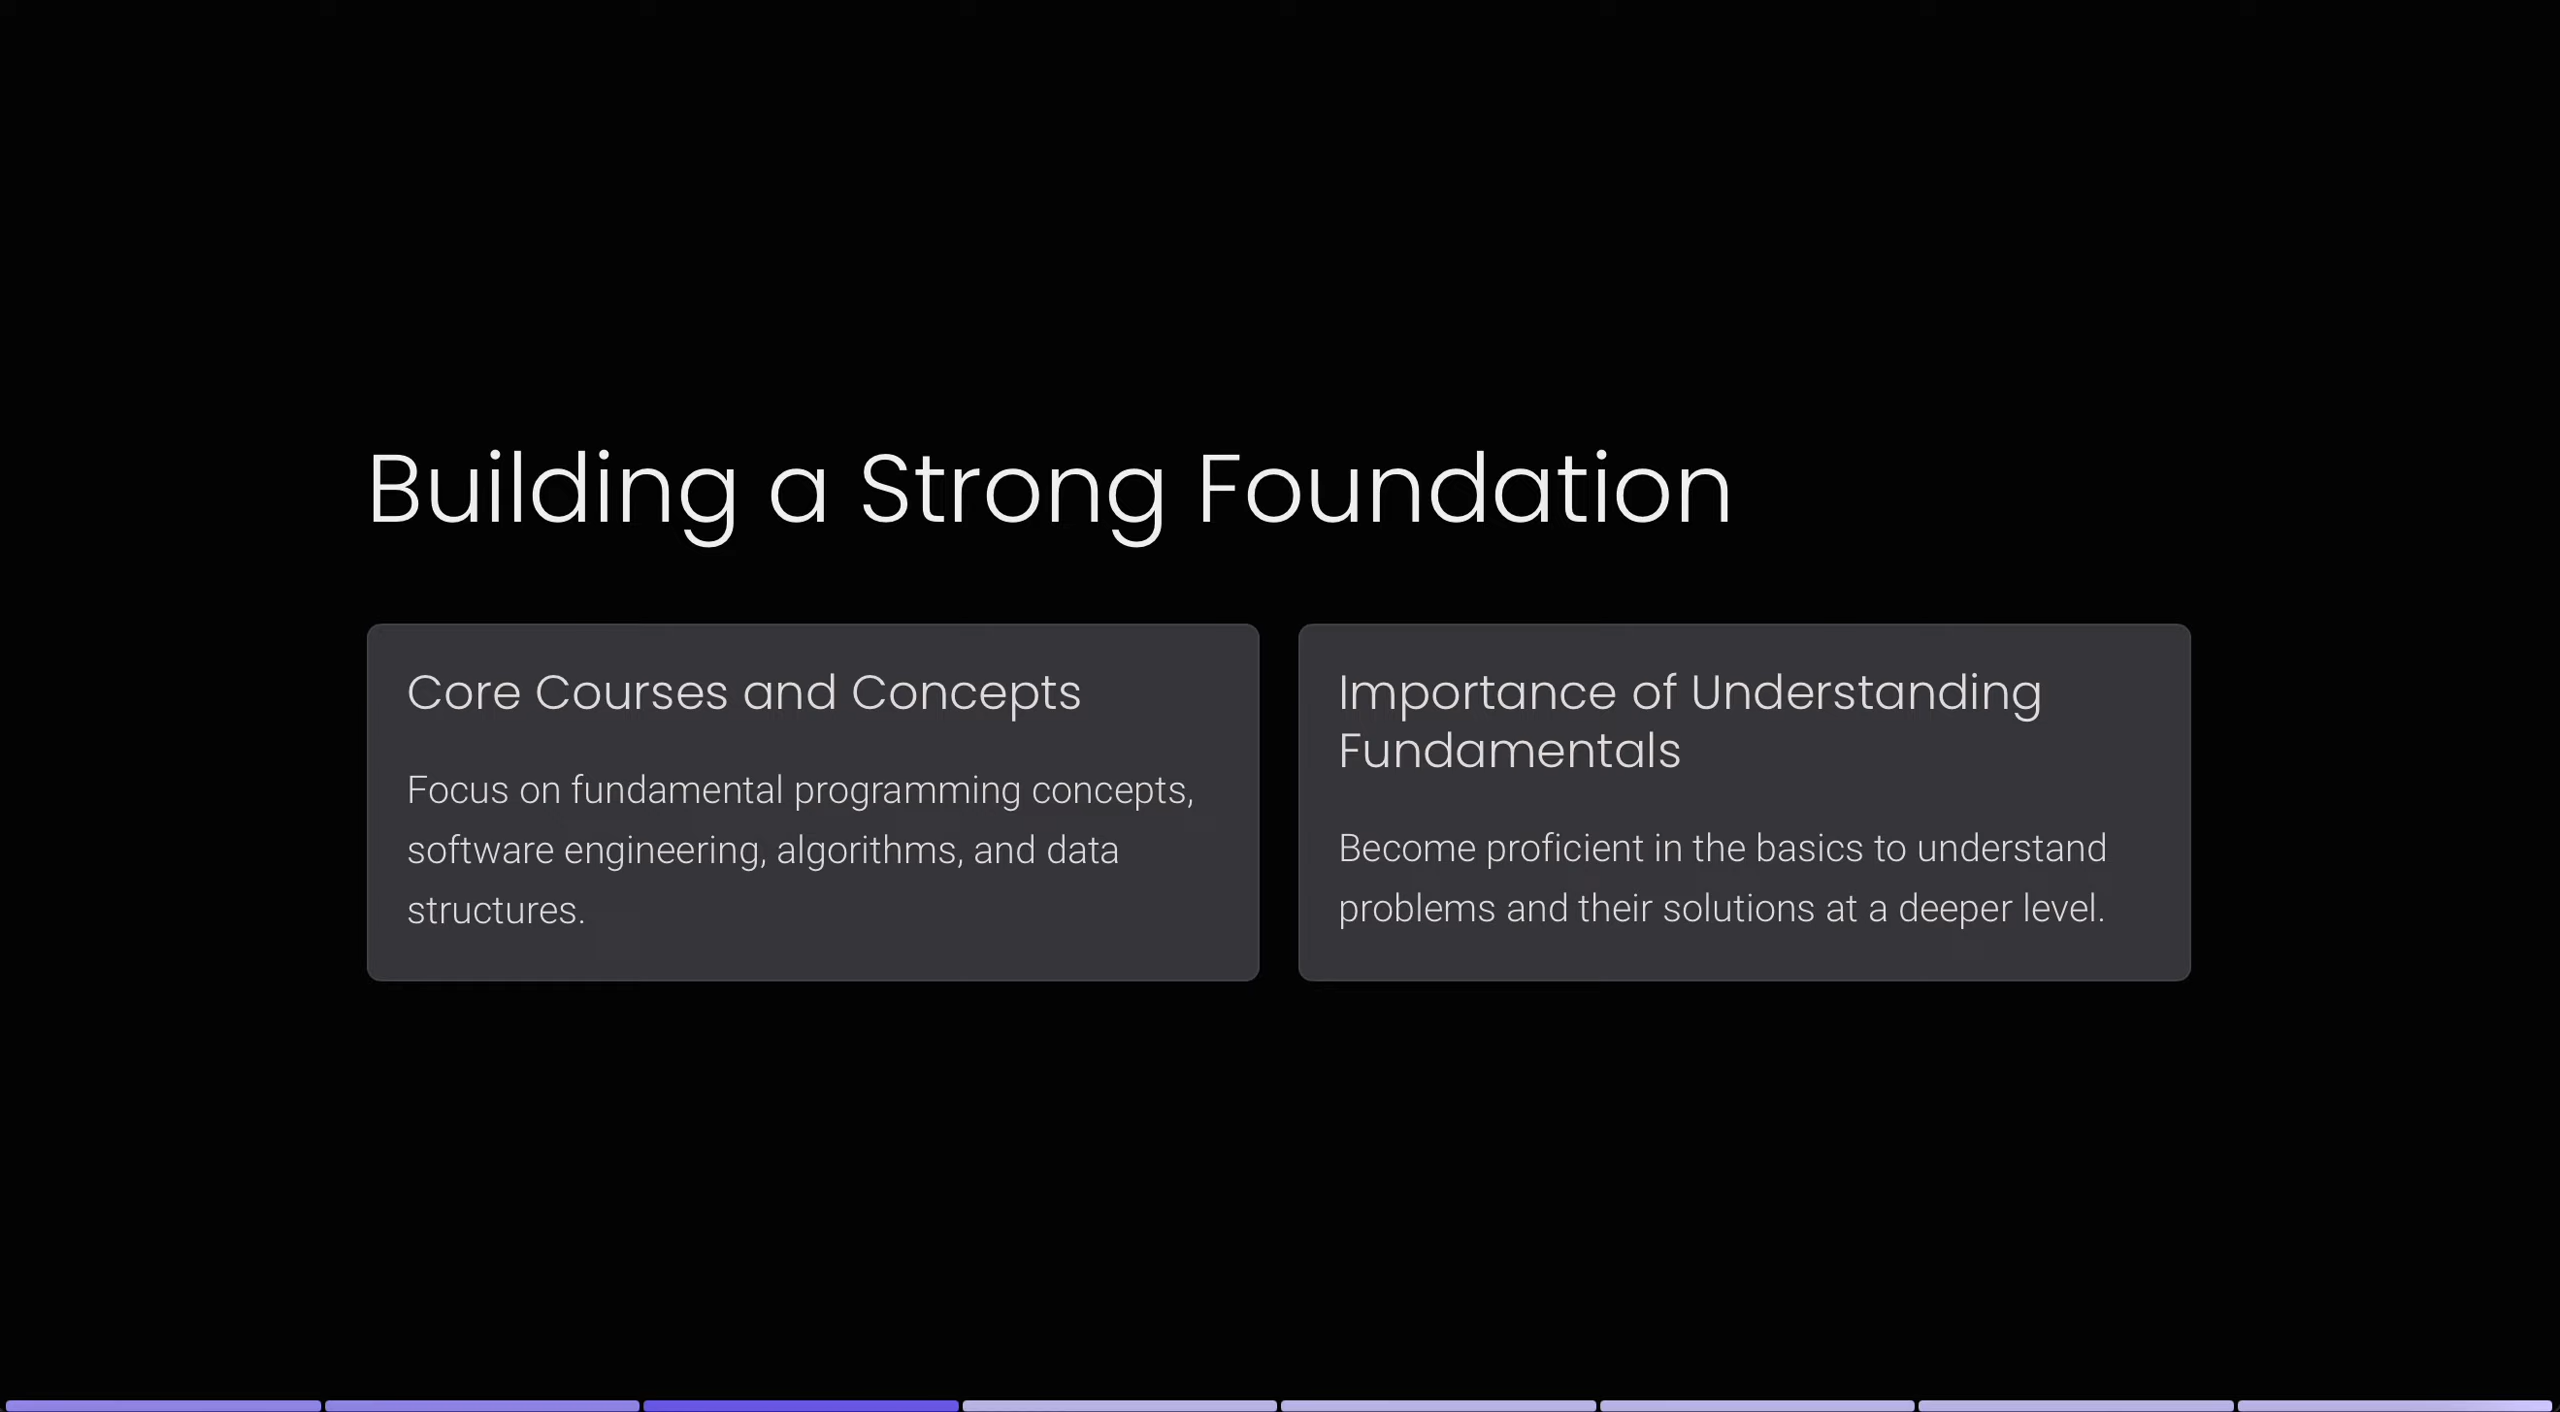 Building a Strong Foundation
Core Courses and Concepts
Focus on fundamental programming concepts,
software engineering, algorithms, and data
structures.
Importance of Understanding
Fundamentals
Become proficient in the basics to understand
problems and their solutions at a deeper level.